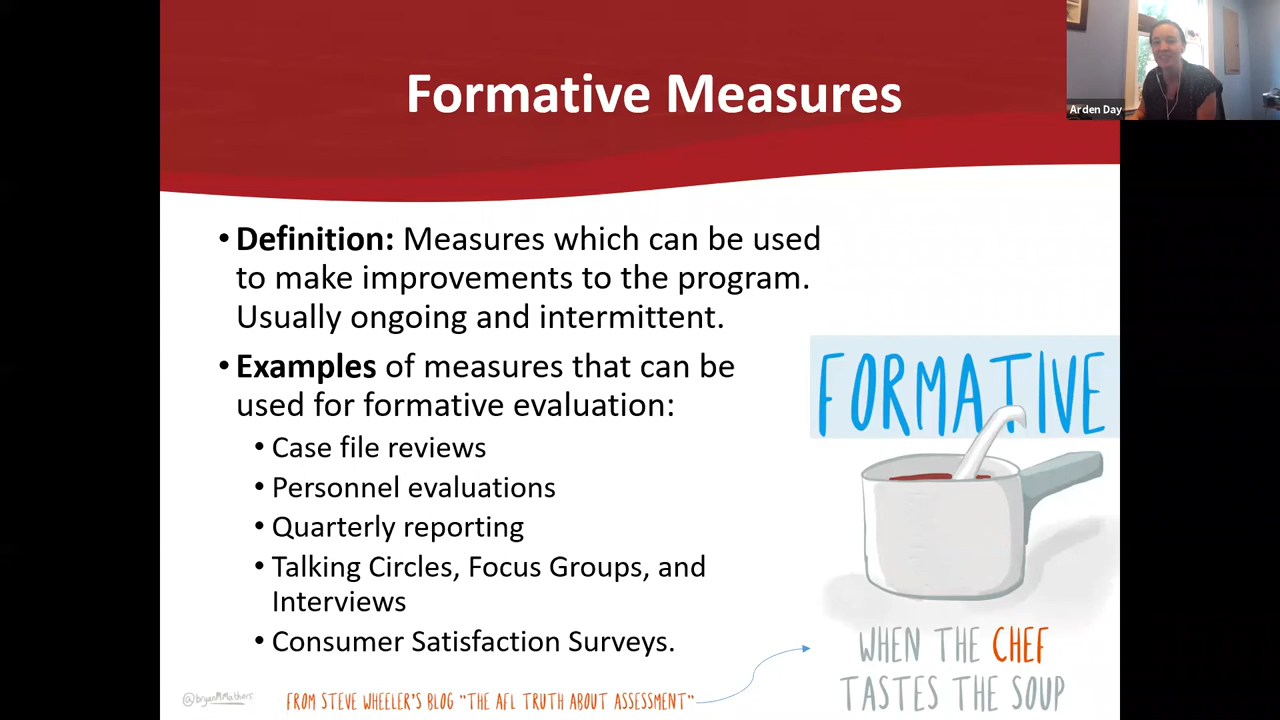 Formative Measures
Arden Day
• Definition: Measures which can be used
to make improvements to the program.
Usually ongoing and intermittent.
• Examples of measures that can be
used for formative evaluation:
• Case file reviews
• Personnel evaluations
• Quarterly reporting
• Talking Circles, Focus Groups, and
Interviews
• Consumer Satisfaction Surveys.
FORMATIVE
WHEN THE CHEF
TASTES THE SOUP
@bryanMMathers
FROM STEVE WHEELER'S BLOG "THE AFL TRUTH ABOUT ASSESSMENT"